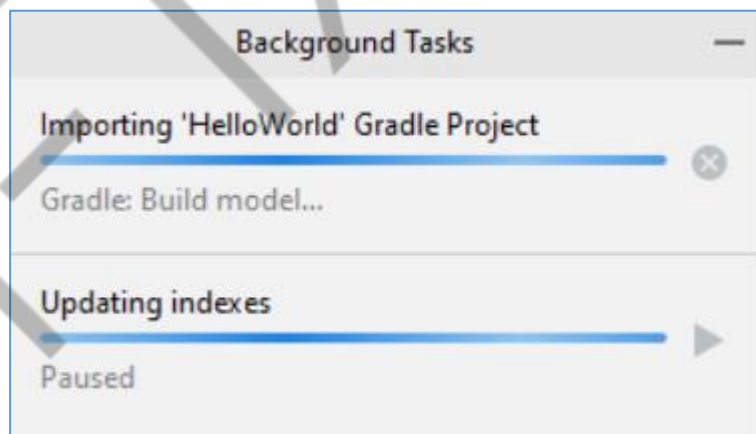 Background Tasks
Importing 'HelloWorld' Gradle Project
Gradle: Build model...
Updating indexes
Paused